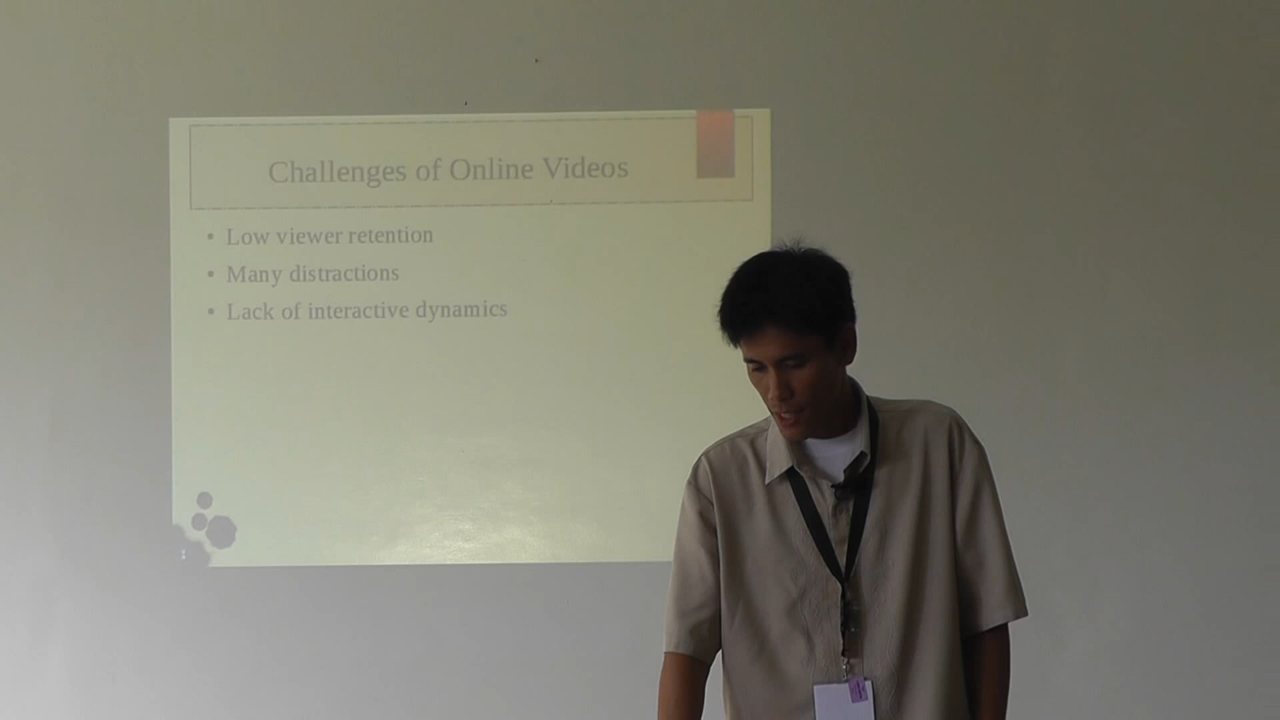 Challenges of Online Videos
• Low viewer retention
• Many distractions
• Lack of interactive dynamics